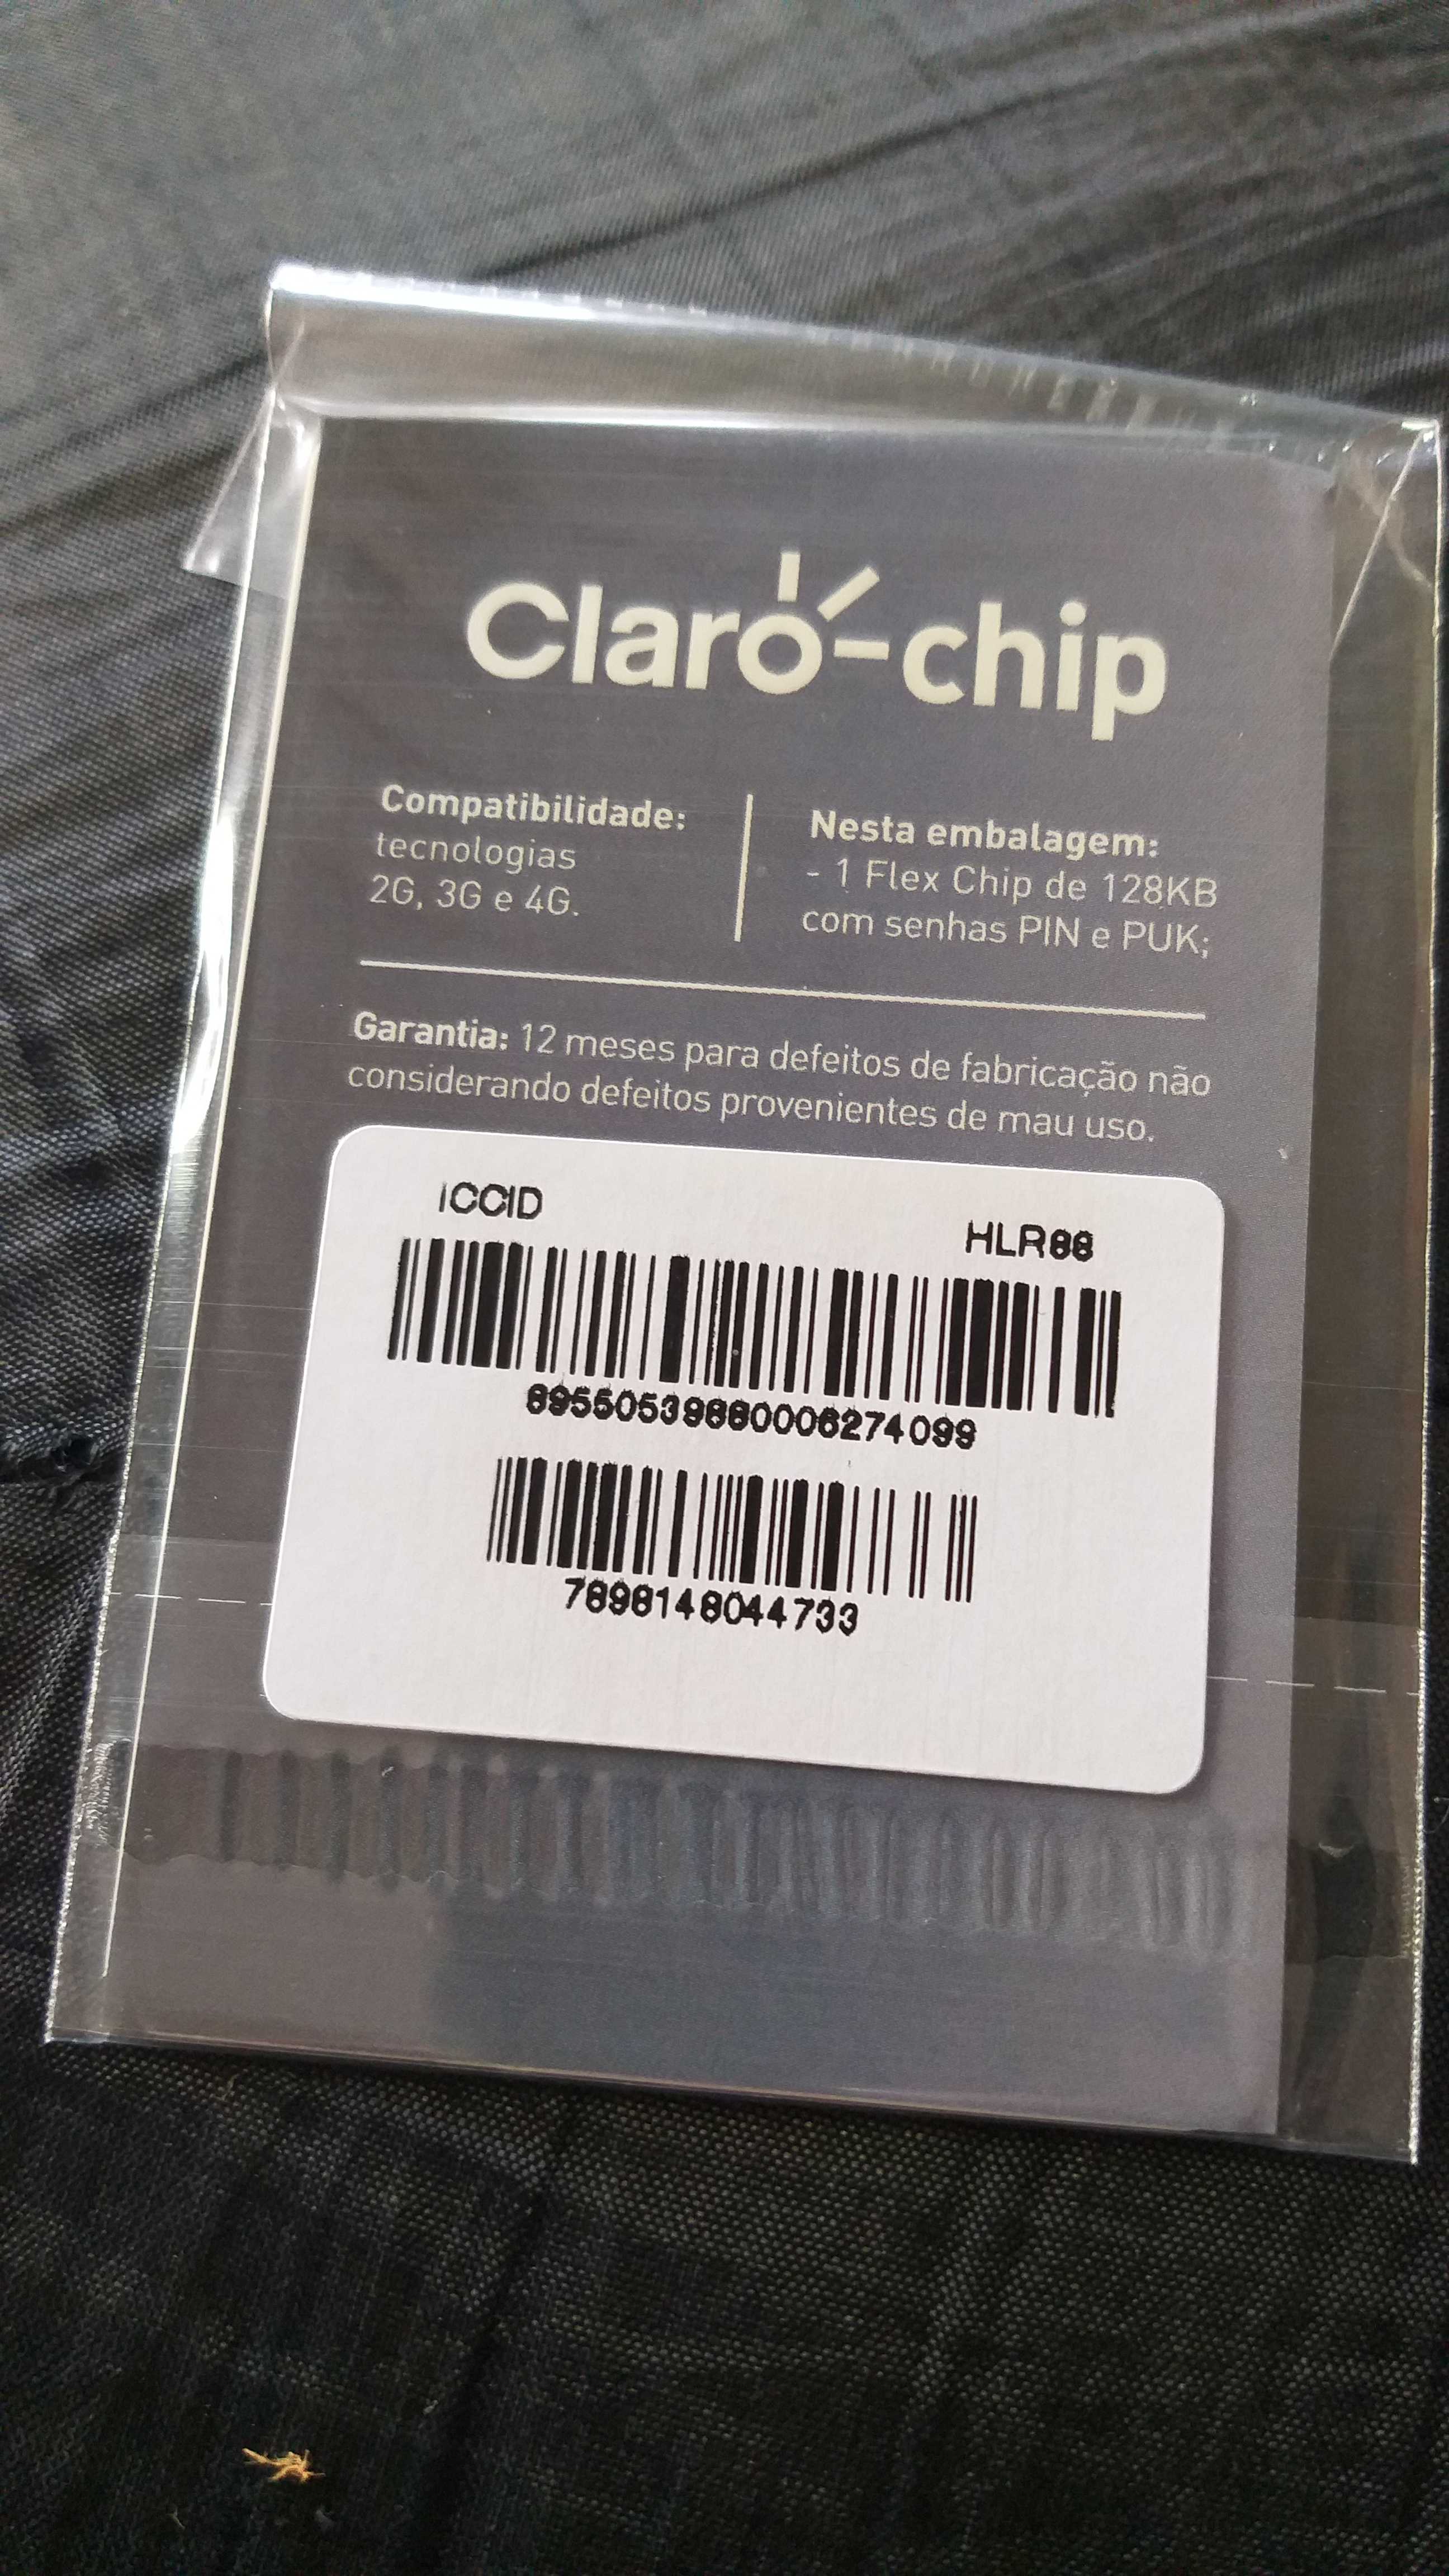 Claro-chip
Compatibilidade:
tecnologias
2G, 3G e 4G.
Nesta embalagem:
- 1 Flex Chip de 128KB
com senhas PIN e PUK;
Garantia: 12 meses para defeitos de fabricação não
considerando defeitos provenientes de mau uso.
ICCID
HLR88
89550539880006274099
7898148044733